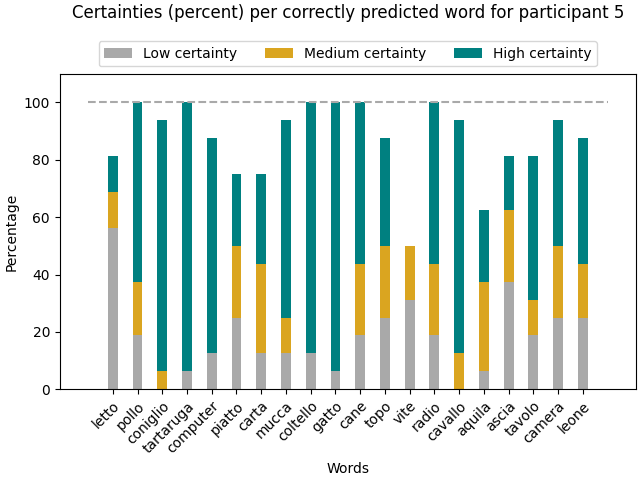 Certainties (percent) per correctly predicted word for participant 5
Low certainty Medium certainty High certainty
100
80
60
40
20
0
Percentage
letto pollo coniglio tartaruga computer piatto carta mucca coltello gatto cane topo vite radio cavallo aquila ascia tavolo camera leone
Words